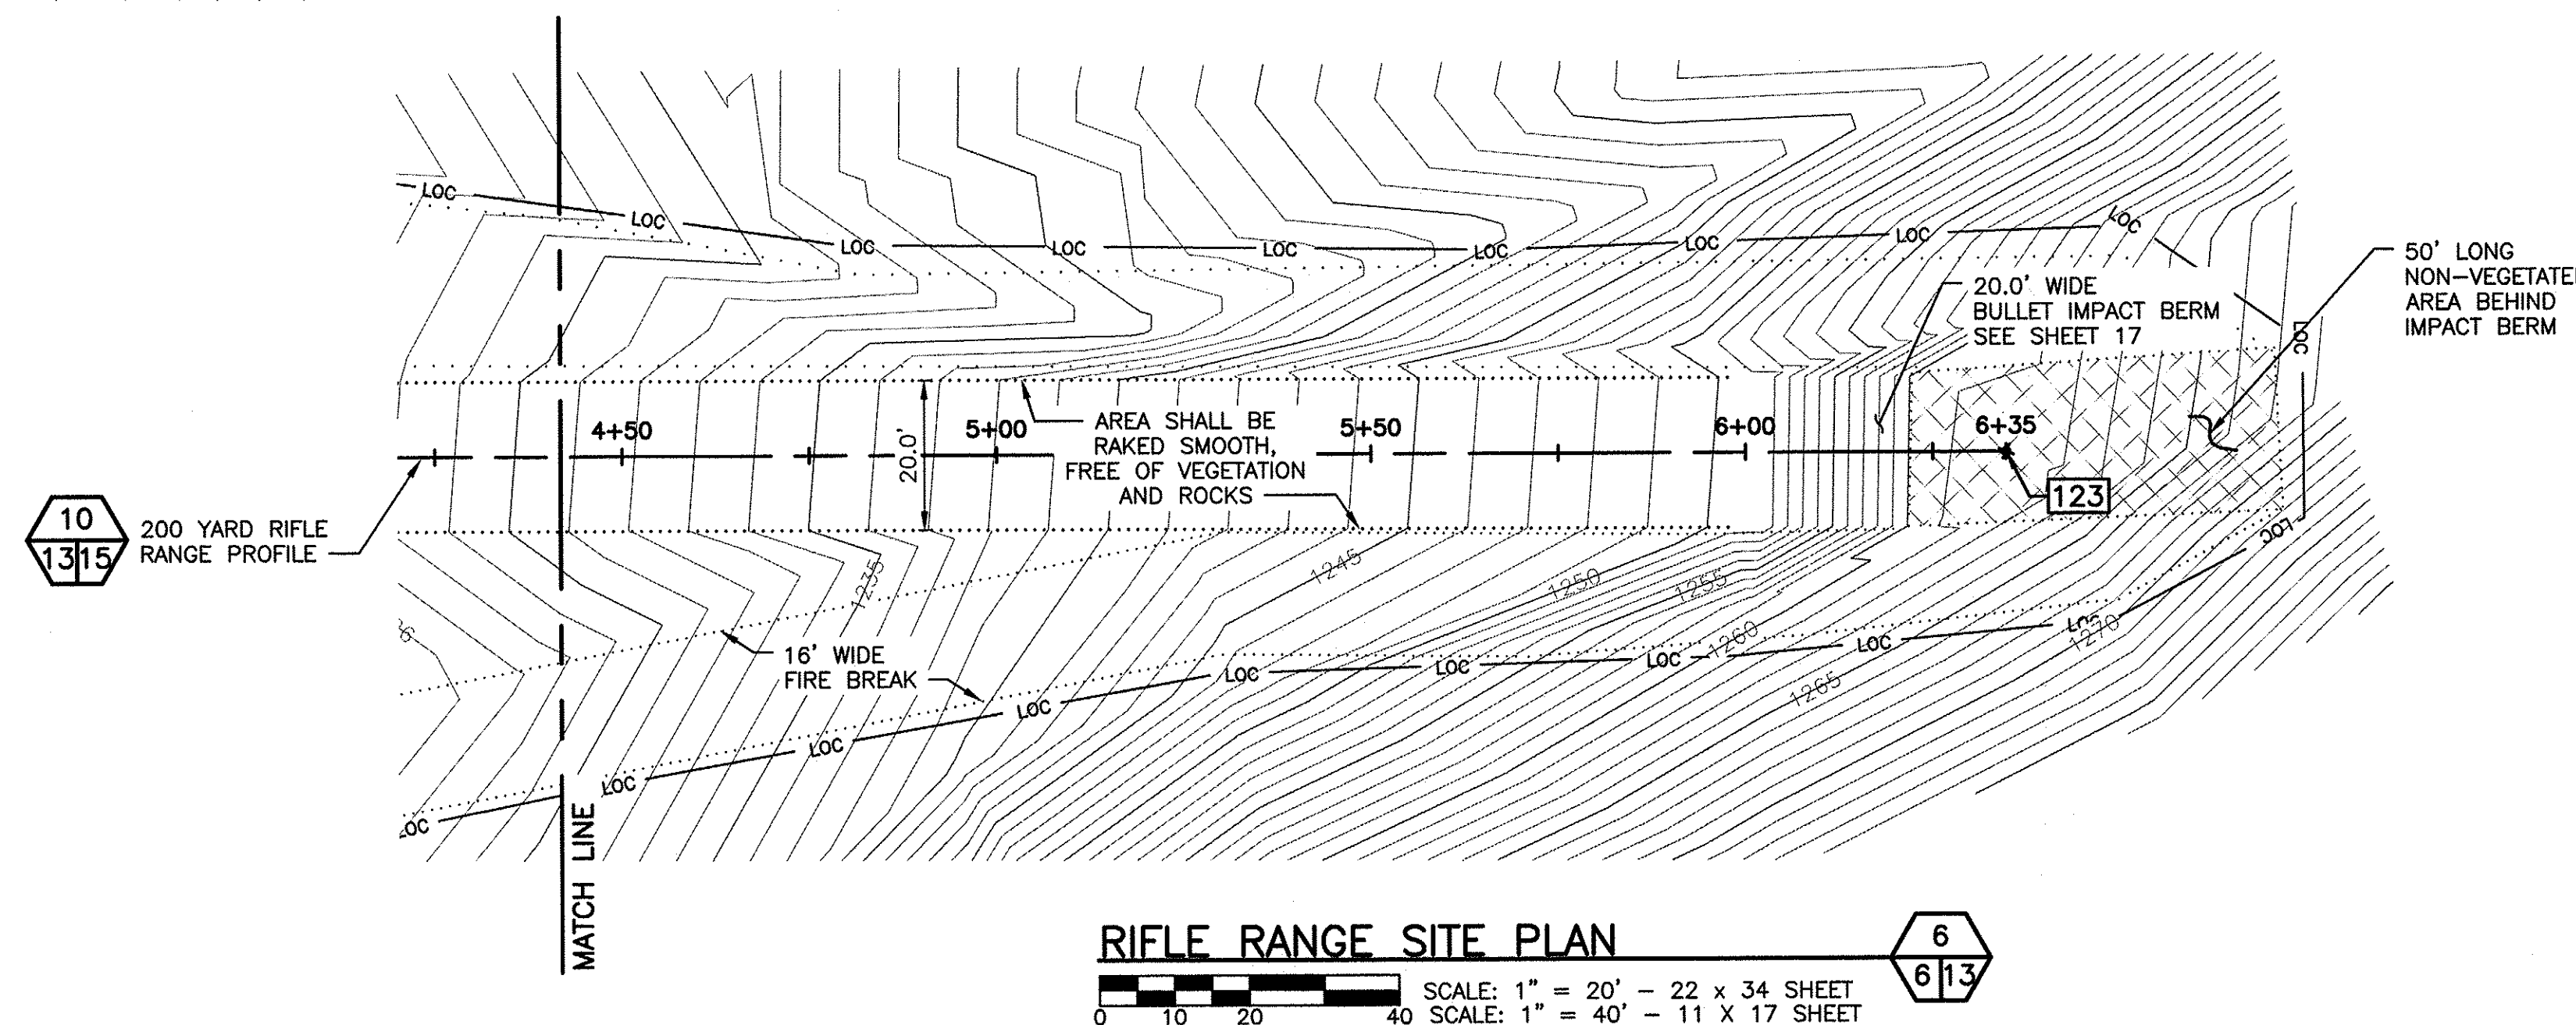 LOC
LOC
LOC
LOC
LOC
LOC
LOC
LOC
LOC
LOC
50' LONG
NON-VEGETATE
AREA BEHIND
IMPACT BERM
20.0' WIDE
BULLET IMPACT BERM
SEE SHEET 17
4+50
5+00
5+50
6+00
6+35
20.0'
AREA SHALL BE
RAKED SMOOTH,
FREE OF VEGETATION
AND ROCKS
123
10
13 15
200 YARD RIFLE
RANGE PROFILE
1235
1245
1250
1255
1260
1265
1270
16' WIDE
FIRE BREAK
LOC
LOC
LOC
LOC
LOC
LOC
LOC
LOC
LOC
LOC
MATCH LINE
RIFLE RANGE SITE PLAN
6
6 13
0 10 20 40
SCALE: 1" = 20' - 22 x 34 SHEET
SCALE: 1" = 40' - 11 X 17 SHEET